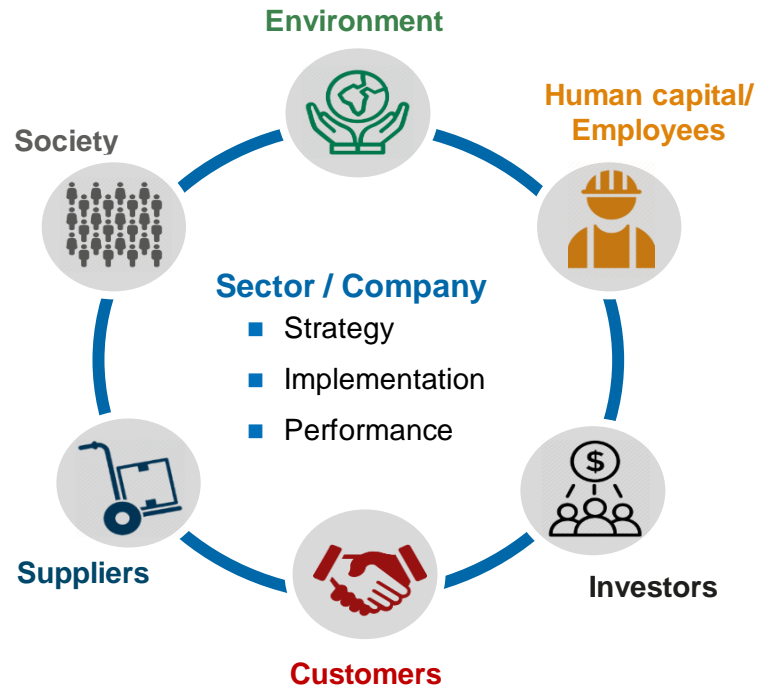 Environment
Human capital/
Employees
Society
Sector / Company
Strategy
Implementation
Performance
$
Suppliers
Investors
Customers